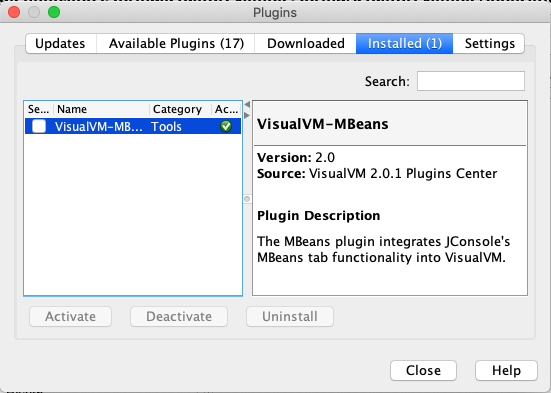 Plugins
Updates
Available Plugins (17)
Downloaded
Installed (1)
Settings
Search:
Se... Name Category Ac...
VisualVM-MB... Tools
VisualVM-MBeans
Version: 2.0
Source: VisualVM 2.0.1 Plugins Center
Plugin Description
The MBeans plugin integrates JConsole's
MBeans tab functionality into VisualVM.
Activate
Deactivate
Uninstall
Close
Help